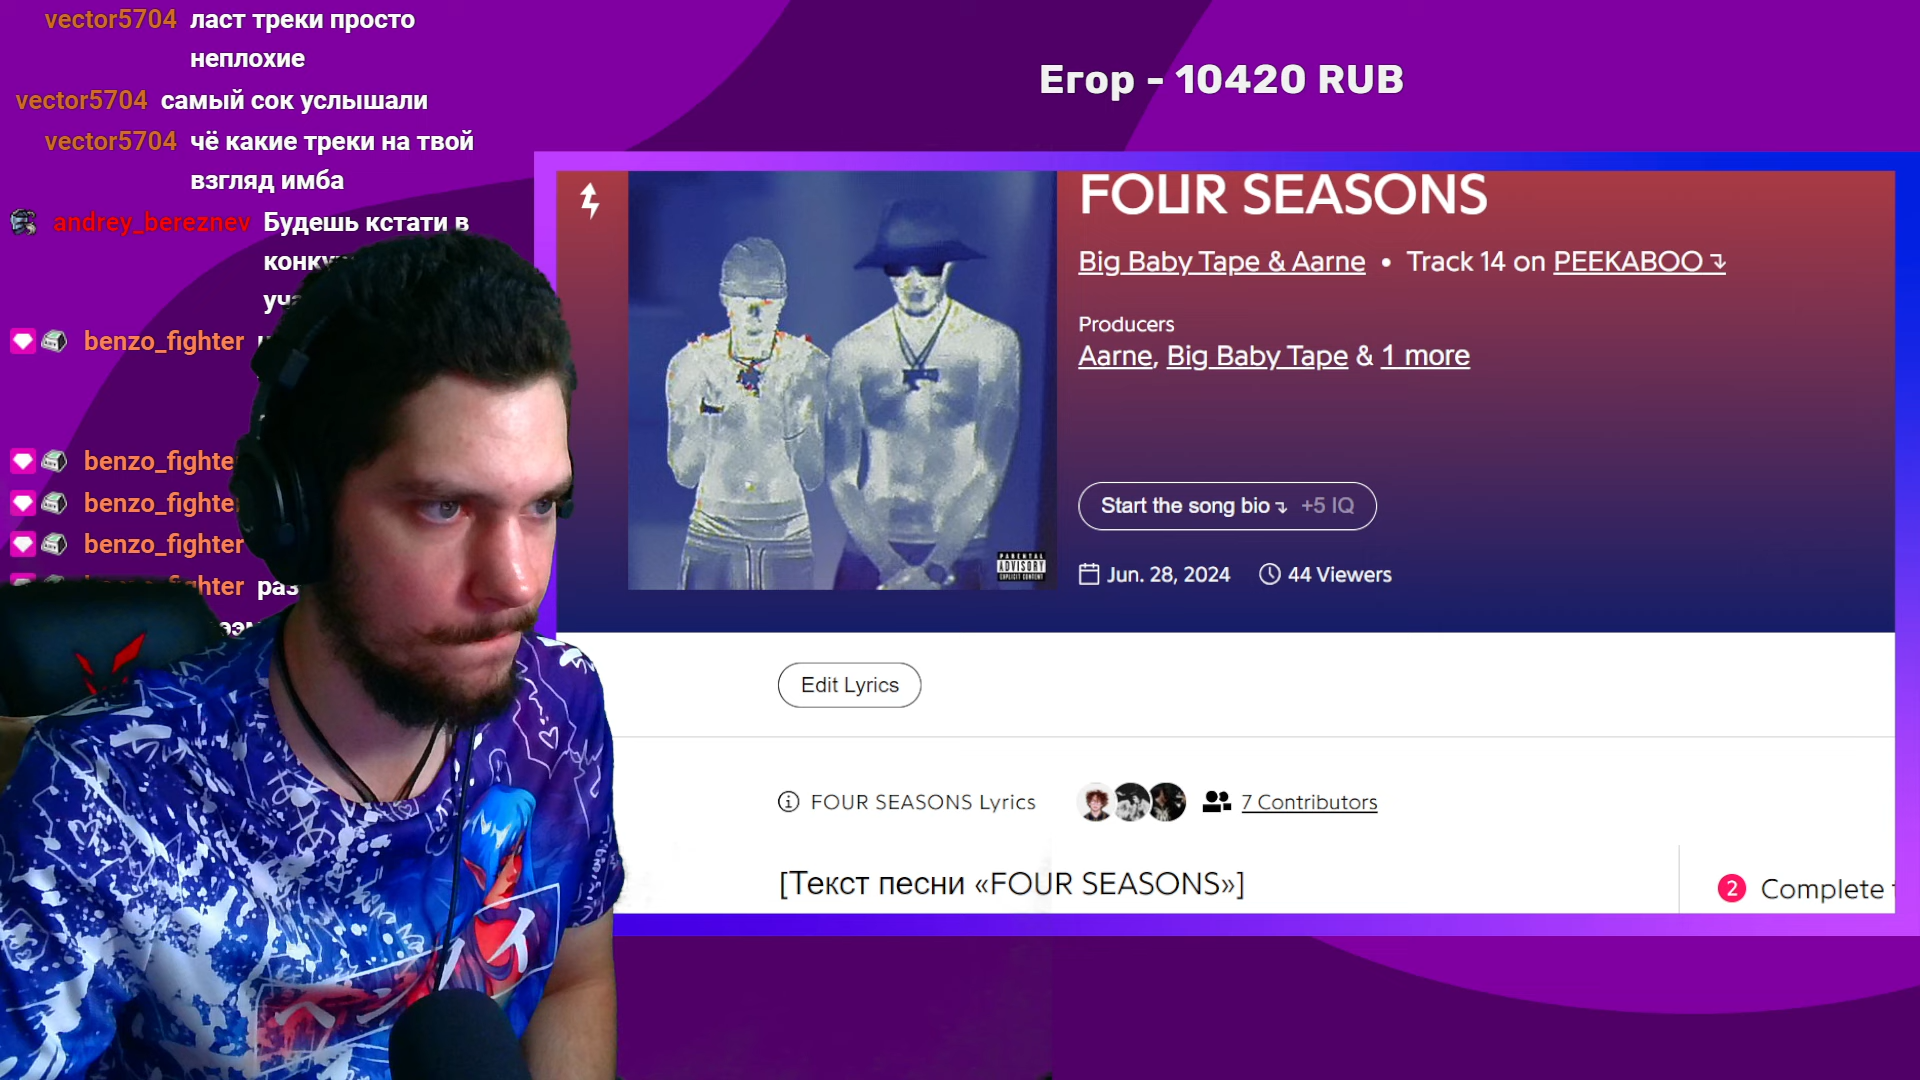 vector5704 ласт треки просто
неплохие
vector5704 самый сок услышали
vector5704 чё какие треки на твой
взгляд имба
andrey_bereznev Будешь кстати в
benzo_fighter
benzo_fighter
benzo_fighter
раз
Егор - 10420 RUB
FOUR SEASONS
Big Baby Tape & Aarne • Track 14 on PEEKABOO
Producers
Aarne, Big Baby Tape & 1 more
Start the song bio +5 IQ
Jun. 28, 2024 44 Viewers
PARENTAL
ADVISORY
EXPLICIT CONTENT
Edit Lyrics
FOUR SEASONS Lyrics 7 Contributors
[Текст песни «FOUR SEASONS»]
2 Complete